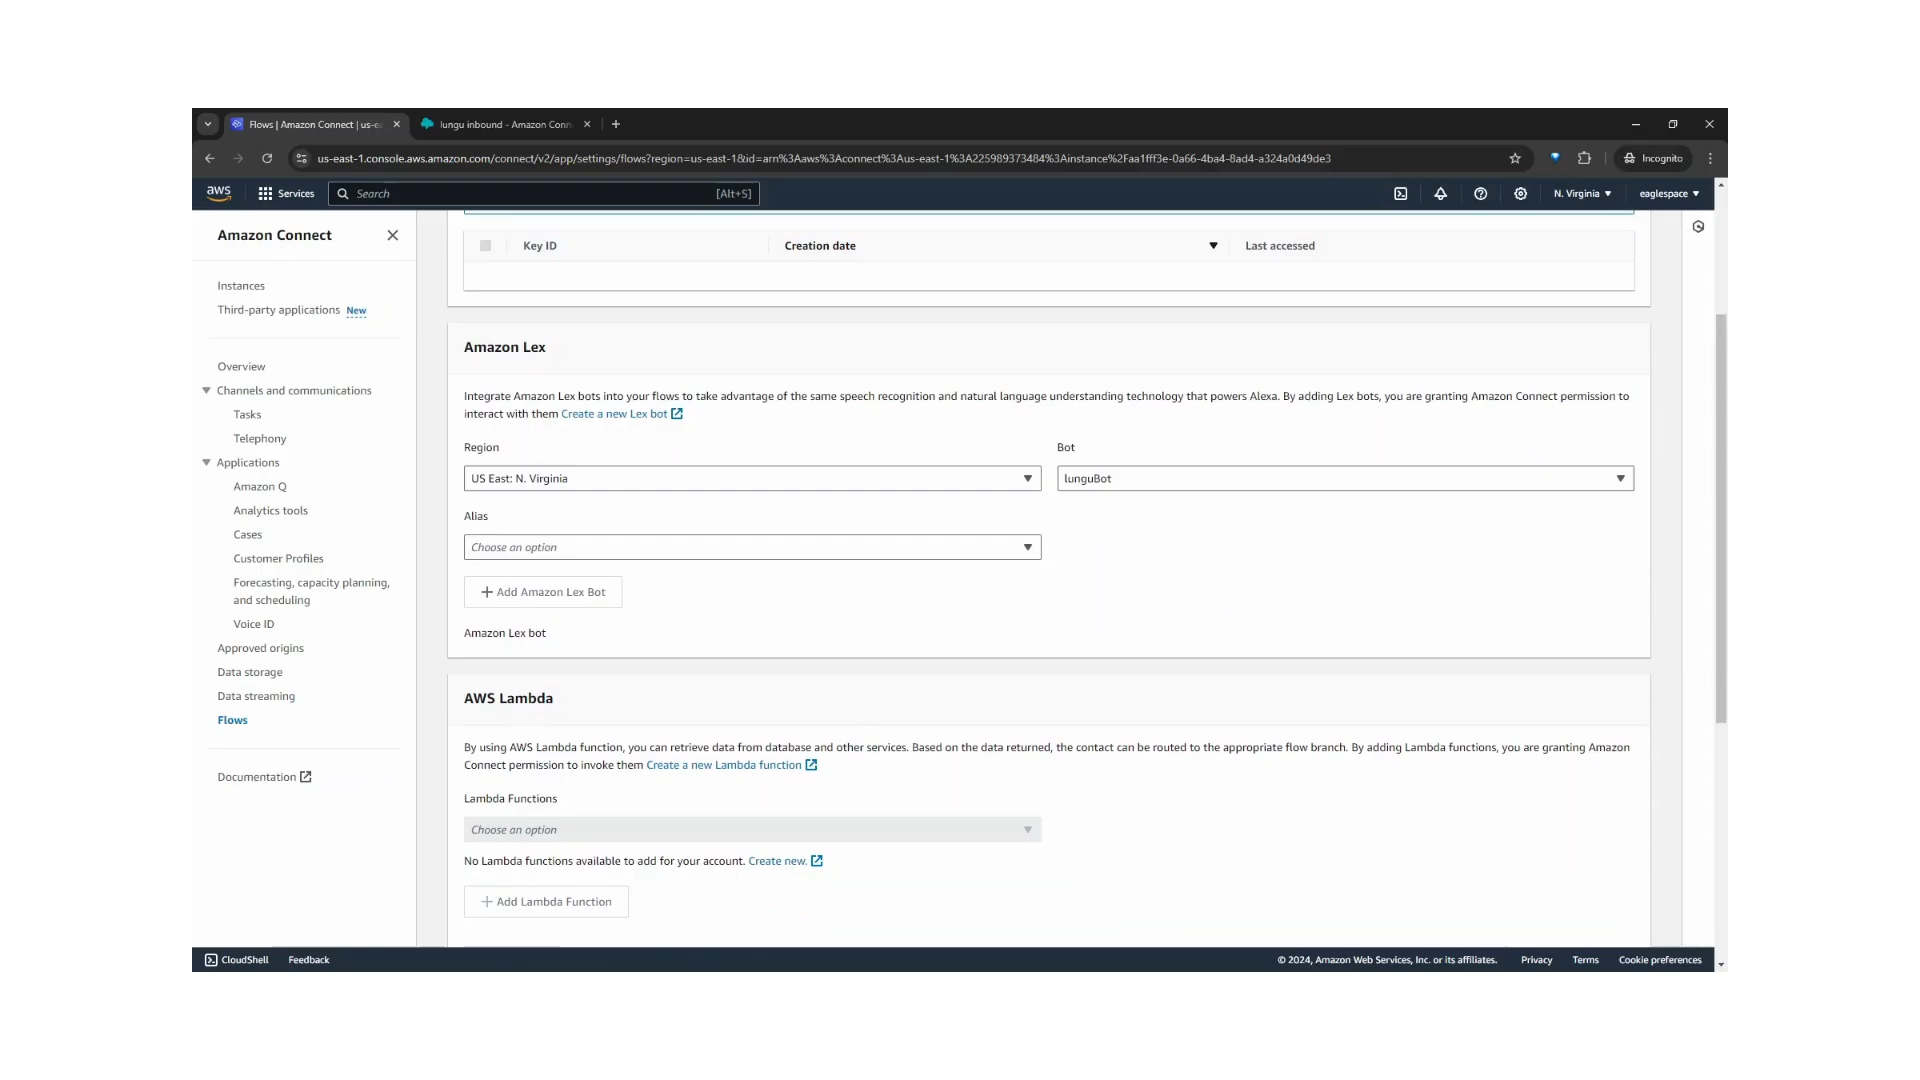 Flows | Amazon Connect | us-ea
lungu inbound - Amazon Conn
us-east-1.console.aws.amazon.com/connect/v2/app/settings/flows?region=us-east-1&id=arn%3Aaws%3Aconnect%3Aus-east-1%3A225989373484%3Ainstance%2Faa1fff3e-0a66-4ba4-8ad4-a324a0d49de3
Incognito
aws
Services
Search
[Alt+S]
N. Virginia
eaglespace
Amazon Connect
Instances
Third-party applications New
Overview
Channels and communications
Tasks
Telephony
Applications
Amazon Q
Analytics tools
Cases
Customer Profiles
Forecasting, capacity planning,
and scheduling
Voice ID
Approved origins
Data storage
Data streaming
Flows
Documentation
Key ID
Creation date
Last accessed
Amazon Lex
Integrate Amazon Lex bots into your flows to take advantage of the same speech recognition and natural language understanding technology that powers Alexa. By adding Lex bots, you are granting Amazon Connect permission to
interact with them Create a new Lex bot
Region
Bot
US East: N. Virginia
lunguBot
Alias
Choose an option
Add Amazon Lex Bot
Amazon Lex bot
AWS Lambda
By using AWS Lambda function, you can retrieve data from database and other services. Based on the data returned, the contact can be routed to the appropriate flow branch. By adding Lambda functions, you are granting Amazon
Connect permission to invoke them Create a new Lambda function
Lambda Functions
Choose an option
No Lambda functions available to add for your account. Create new.
Add Lambda Function
CloudShell
Feedback
© 2024, Amazon Web Services, Inc. or its affiliates.
Privacy
Terms
Cookie preferences